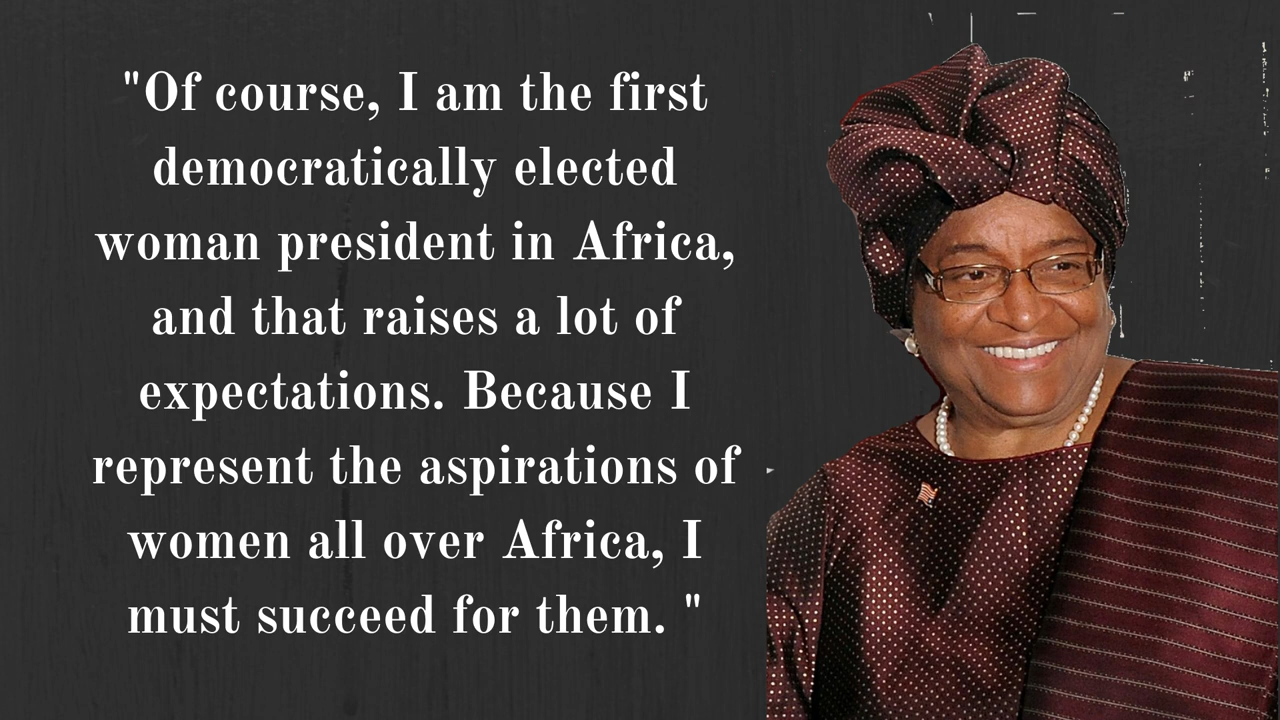 "Of course, I am the first
democratically elected
woman president in Africa,
and that raises a lot of
expectations. Because I
represent the aspirations of
women all over Africa, I
must succeed for them. "